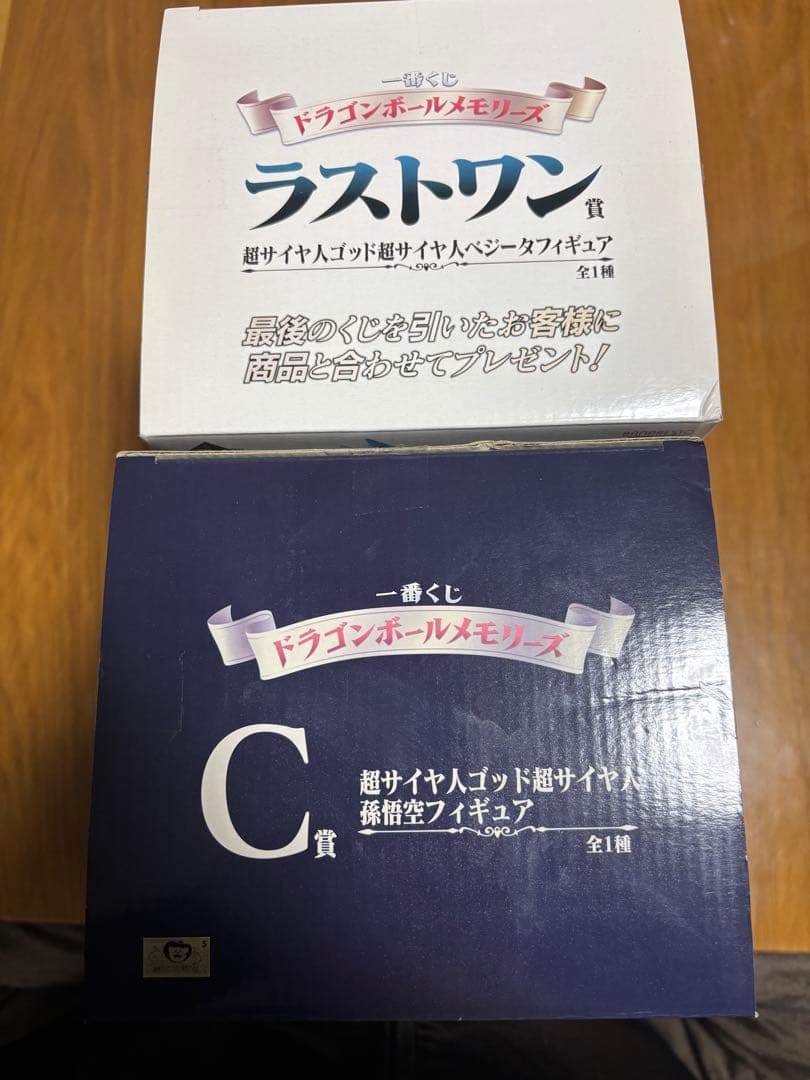 一番くじ
ドラゴンボールメモリーズ
ラストワン賞
超サイヤ人ゴッド超サイヤ人ベジータフィギュア
全1種
最後のくじを引いたお客様に
商品と合わせてプレゼント!
BANPRESTO
一番くじ
ドラゴンボールメモリーズ
C賞
超サイヤ人ゴッド超サイヤ人
孫悟空フィギュア
全1種
5